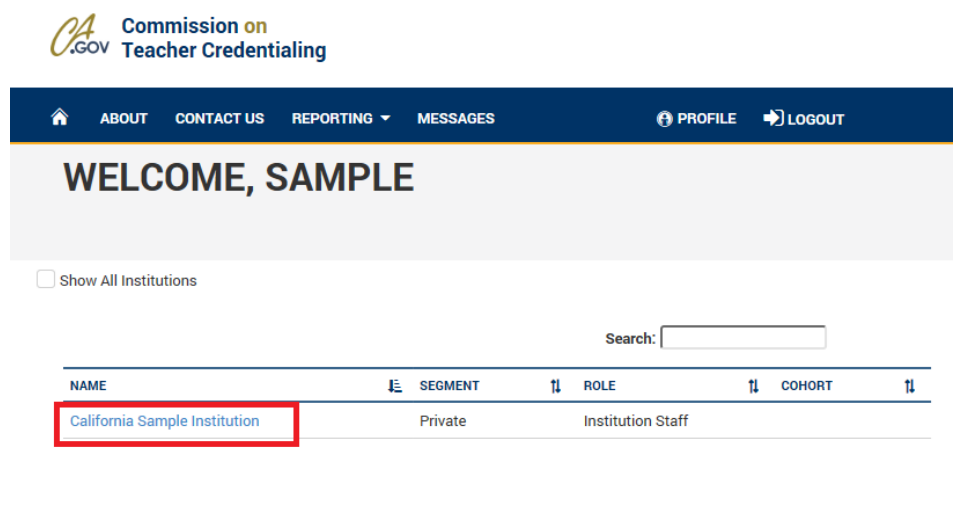 CA.GOV Commission on
Teacher Credentialing
ABOUT CONTACT US REPORTING MESSAGES PROFILE LOGOUT
WELCOME, SAMPLE
Show All Institutions
Search:
NAME SEGMENT ROLE COHORT
California Sample Institution Private Institution Staff